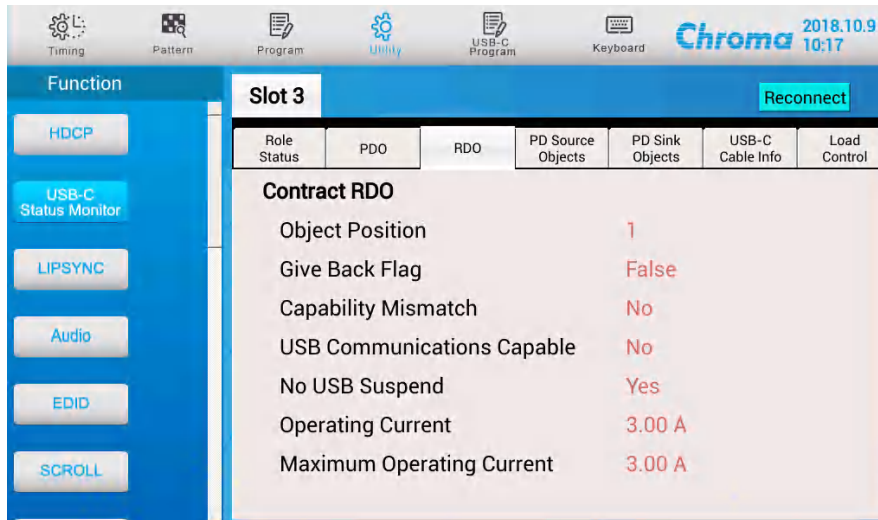 Timing
Pattern
Program
Utility
USB-C
Program
Keyboard
Chroma
2018.10.9
10:17
Function
HDCP
USB-C
Status Monitor
LIPSYNC
Audio
EDID
SCROLL
Slot 3
Reconnect
Role
Status
PDO
RDO
PD Source
Objects
PD Sink
Objects
USB-C
Cable Info
Load
Control
Contract RDO
Object Position 1
Give Back Flag False
Capability Mismatch No
USB Communications Capable No
No USB Suspend Yes
Operating Current 3.00 A
Maximum Operating Current 3.00 A